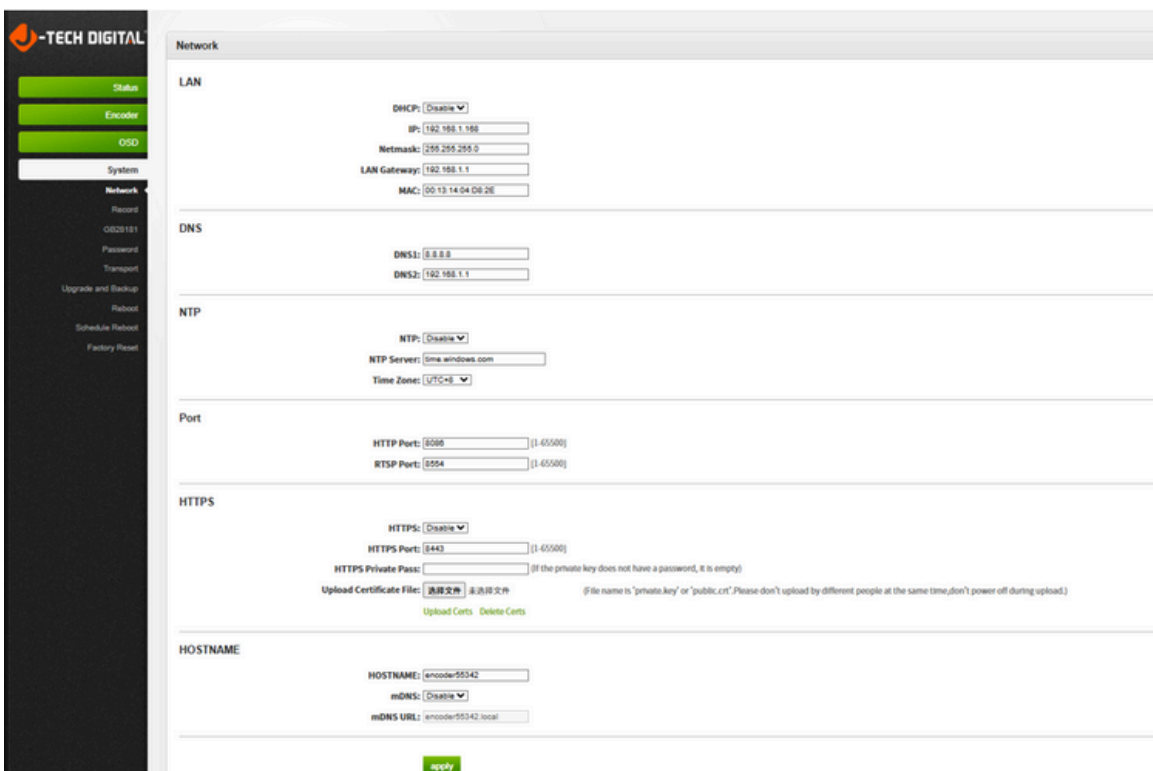 J-TECH DIGITAL
Status
Encoder
OSD
System
Network
Record
GB28181
Password
Transport
Upgrade and Backup
Reboot
Schedule Reboot
Factory Reset
Network
LAN
DHCP: Disable
IP: 192.168.1.168
Netmask: 255.255.255.0
LAN Gateway: 192.168.1.1
MAC: 00:13:14:04:D8:2E
DNS
DNS1: 8.8.8.8
DNS2: 192.168.1.1
NTP
NTP: Disable
NTP Server: time.windows.com
Time Zone: UTC+8
Port
HTTP Port: 8086 [1-65500]
RTSP Port: 8554 [1-65500]
HTTPS
HTTPS: Disable
HTTPS Port: 8443 [1-65500]
HTTPS Private Pass: (If the private key does not have a password, it is empty)
Upload Certificate File: 选择文件 未选择文件 (File name is "private.key" or "public.crt".Please don't upload by different people at the same time,don't power off during upload.)
Upload Certs Delete Certs
HOSTNAME
HOSTNAME: encoder55342
mDNS: Disable
mDNS URL: encoder55342.local
apply